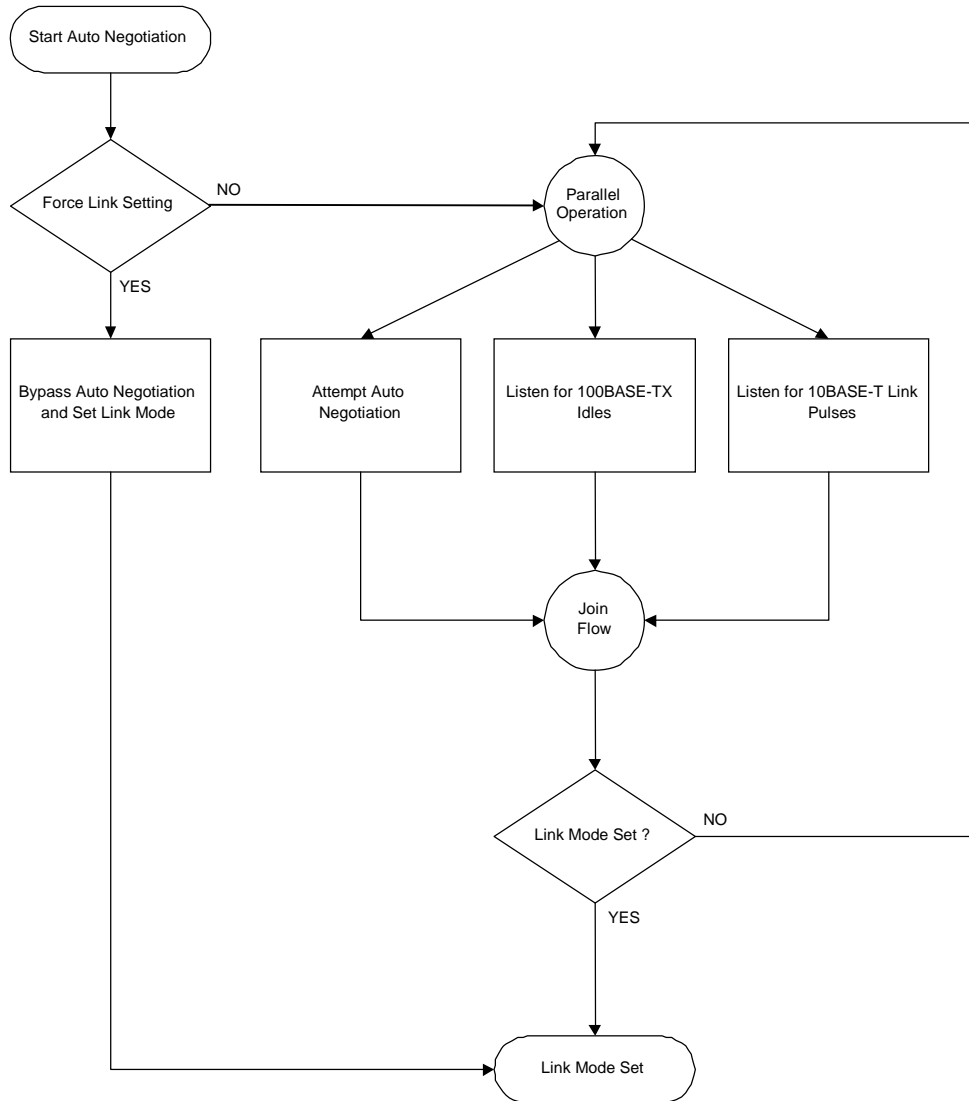 Start Auto Negotiation
Force Link Setting
NO
Parallel
Operation
YES
Bypass Auto Negotiation
and Set Link Mode
Attempt Auto
Negotiation
Listen for 100BASE-TX
Idles
Listen for 10BASE-T Link
Pulses
Join
Flow
Link Mode Set ?
NO
YES
Link Mode Set